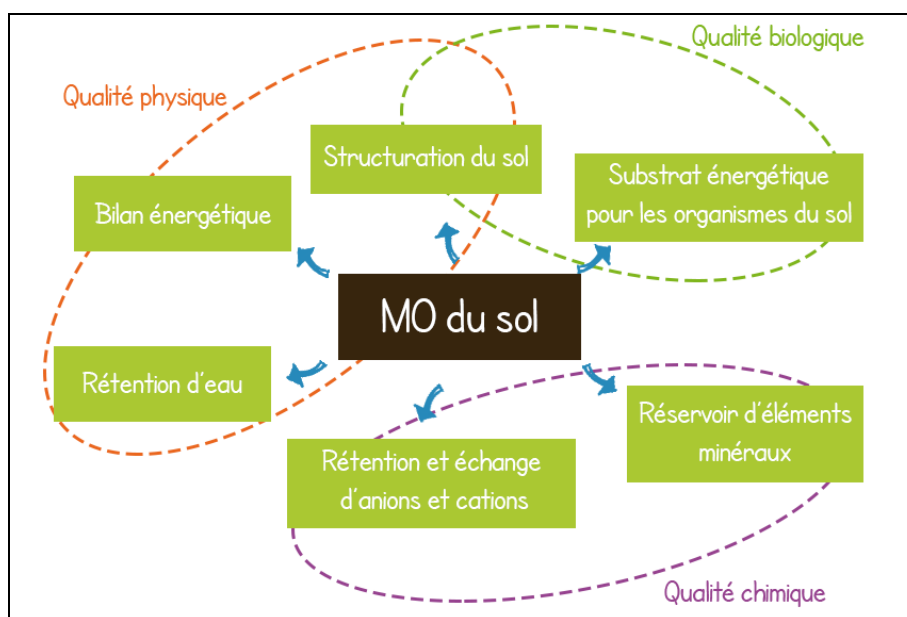 Qualité biologique
Qualité physique
Structuration du sol
Substrat énergétique
pour les organismes du sol
Bilan énergétique
MO du sol
Rétention d'eau
Réservoir d'éléments
minéraux
Rétention et échange
d'anions et cations
Qualité chimique